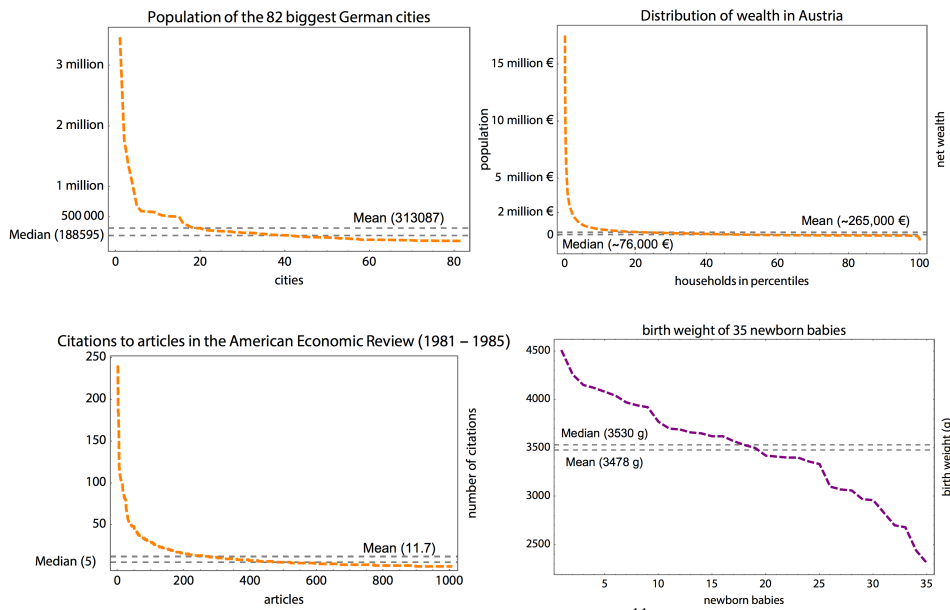 Population of the 82 biggest German cities
3 million
2 million
1 million
500 000
Median (188595)
Mean (313087)
population
0
20
40
60
80
cities
Distribution of wealth in Austria
15 million €
10 million €
5 million €
2 million €
0
Mean (~265,000 €)
Median (~76,000 €)
net wealth
0
20
40
60
80
100
households in percentiles
Citations to articles in the American Economic Review (1981 – 1985)
250
200
150
100
50
Median (5)
Mean (11.7)
number of citations
0
200
400
600
800
1000
articles
birth weight of 35 newborn babies
4500
4000
3500
3000
2500
Median (3530 g)
Mean (3478 g)
birth weight (g)
5
10
15
20
25
30
35
newborn babies